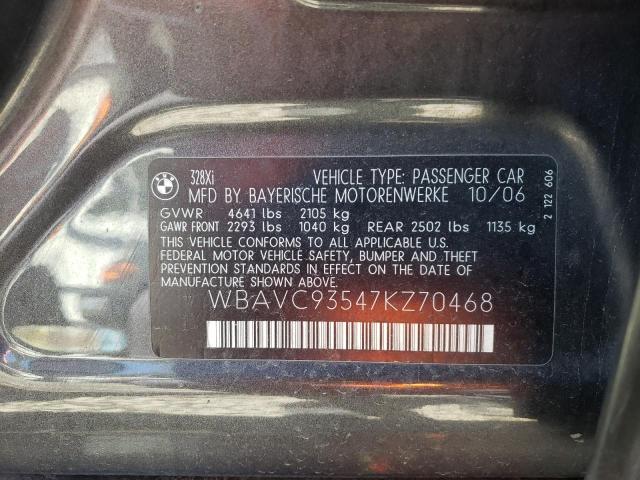 BMW
328Xi VEHICLE TYPE: PASSENGER CAR
MFD BY BAYERISCHE MOTORENWERKE 10/06
GVWR 4641 lbs 2105 kg
GAWR FRONT 2293 lbs 1040 kg REAR 2502 lbs 1135 kg
THIS VEHICLE CONFORMS TO ALL APPLICABLE U.S.
FEDERAL MOTOR VEHICLE SAFETY, BUMPER AND THEFT
PREVENTION STANDARDS IN EFFECT ON THE DATE OF
MANUFACTURE SHOWN ABOVE.
WBAVC93547KZ70468
2 122 606